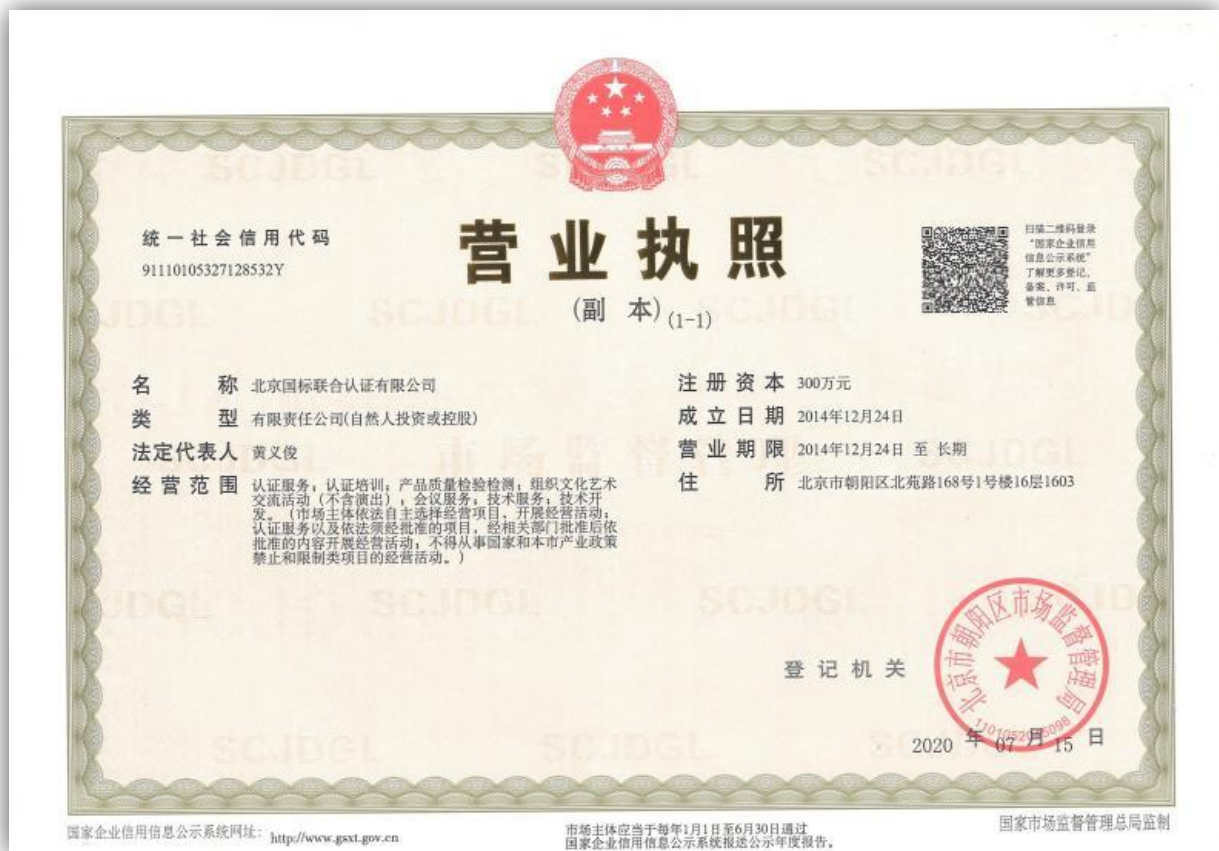 统一社会信用代码
91110105327128532Y
营业执照
(副 本)(1-1)
扫描二维码登录
“国家企业信用
信息公示系统”
了解更多登记、
备案、许可、监
管信息
名 称 北京国标联合认证有限公司
类 型 有限责任公司(自然人投资或控股)
法定代表人 黄义俊
经营范围 认证服务；认证培训；产品质量检验检测；组织文化艺术
交流活动（不含演出）；会议服务；技术服务；技术开
发。（市场主体依法自主选择经营项目，开展经营活动；
认证服务以及依法须经批准的项目，经相关部门批准后依
批准的内容开展经营活动；不得从事国家和本市产业政策
禁止和限制类项目的经营活动。）
注册资本 300万元
成立日期 2014年12月24日
营业期限 2014年12月24日 至 长期
住 所 北京市朝阳区北苑路168号1号楼16层1603
登记机关
北京市朝阳区市场监督管理局
2020 年 07 月 15 日
国家企业信用信息公示系统网址： http://www.gsxt.gov.cn
市场主体应当于每年1月1日至6月30日通过
国家企业信用信息公示系统报送公示年度报告。
国家市场监督管理总局监制
SCJDGL
市场监督管理